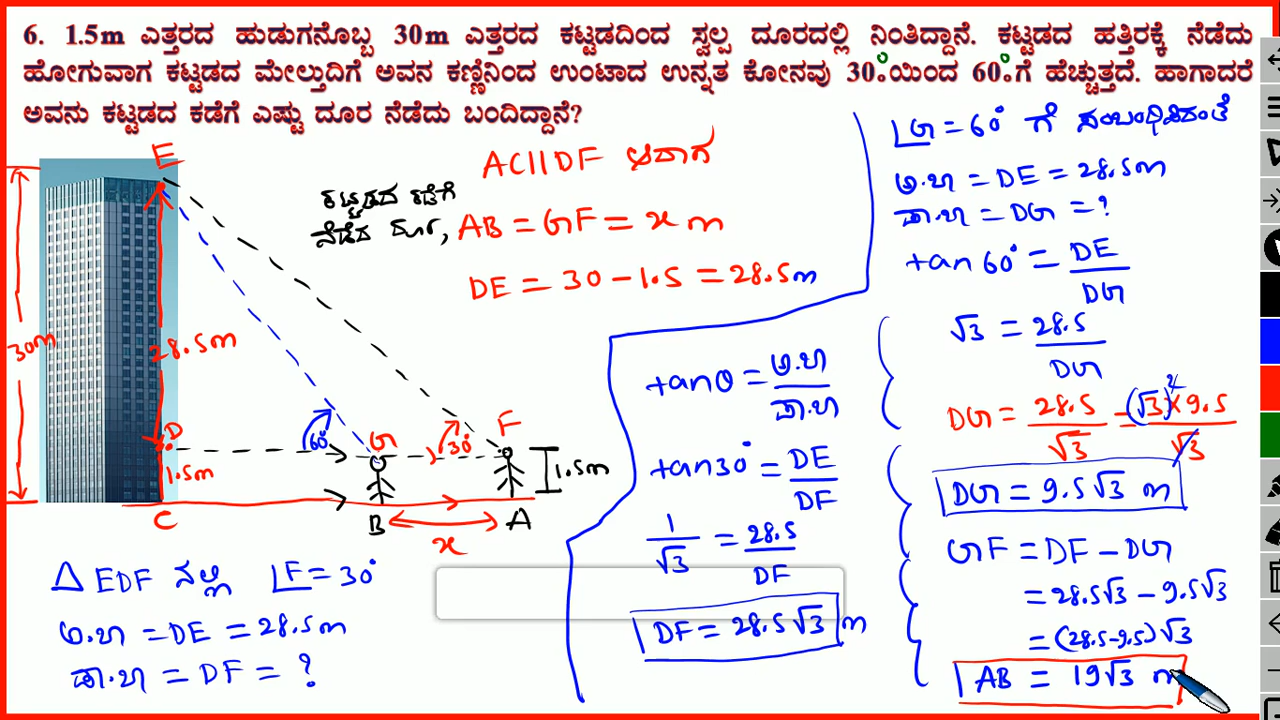 6. 1.5m ಎತ್ತರದ ಹುಡುಗನೊಬ್ಬ 30m ಎತ್ತರದ ಕಟ್ಟಡದಿಂದ ಸ್ವಲ್ಪ ದೂರದಲ್ಲಿ ನಿಂತಿದ್ದಾನೆ. ಕಟ್ಟಡದ ಹತ್ತಿರಕ್ಕೆ ನೆಡೆದು
ಹೋಗುವಾಗ ಕಟ್ಟಡದ ಮೇಲ್ತುದಿಗೆ ಅವನ ಕಣ್ಣಿನಿಂದ ಉಂಟಾದ ಉನ್ನತ ಕೋನವು 30°ಯಿಂದ 60°ಗೆ ಹೆಚ್ಚುತ್ತದೆ. ಹಾಗಾದರೆ
ಅವನು ಕಟ್ಟಡದ ಕಡೆಗೆ ಎಷ್ಟು ದೂರ ನೆಡೆದು ಬಂದಿದ್ದಾನೆ?
E
30m
28.5m
D
1.5m
C
60°
G
30°
F
1.5m
B
A
x
AC||DF ಆದಾಗ
ಕಟ್ಟಡದ ಕಡೆಗೆ
ನೆಡೆದ ದೂರ, AB = GF = x m
DE = 30 - 1.5 = 28.5m
Δ EDF ನಲ್ಲಿ ∠F = 30°
ಅ.ಬಾ = DE = 28.5m
ಪಾ.ಬಾ = DF = ?
tanθ = ಅ.ಬಾ / ಪಾ.ಬಾ
tan30° = DE / DF
1 / √3 = 28.5 / DF
DF = 28.5√3 m
∠G = 60° ಗೆ ಸಂಬಂಧಿಸಿದಂತೆ
ಅ.ಬಾ = DE = 28.5m
ಪಾ.ಬಾ = DG = ?
tan 60° = DE / DG
√3 = 28.5 / DG
DG = 28.5 / √3 = (√3)² × 9.5 / √3
DG = 9.5√3 m
GF = DF - DG
= 28.5√3 - 9.5√3
= (28.5-9.5)√3
AB = 19√3 m